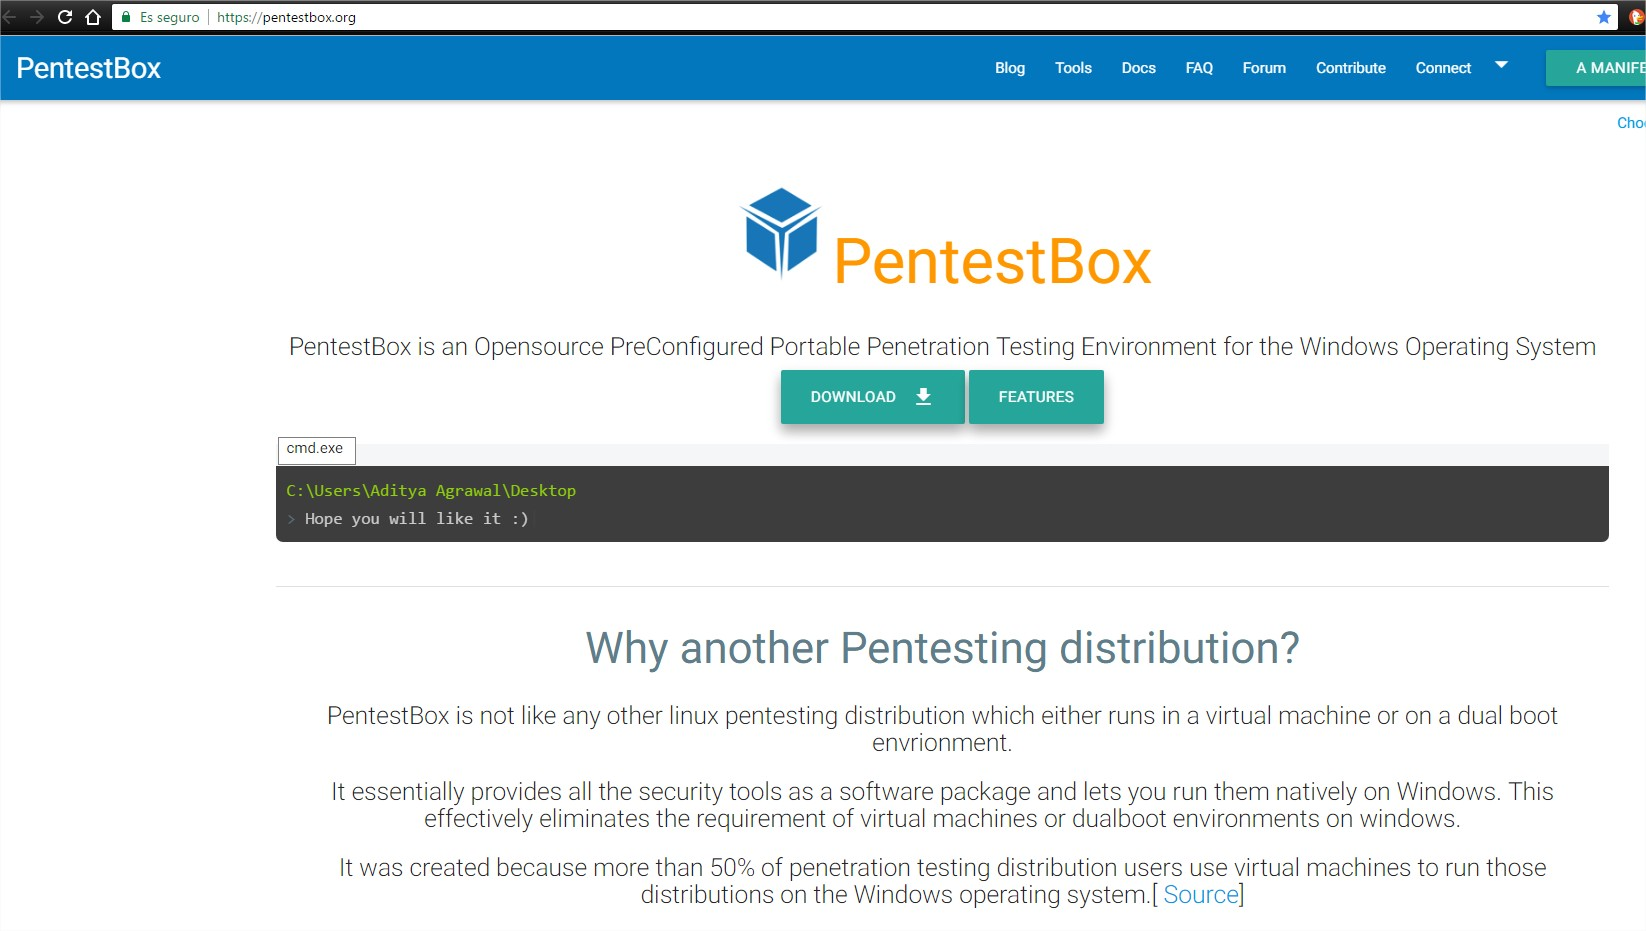 Es seguro | https://pentestbox.org
PentestBox
Blog Tools Docs FAQ Forum Contribute Connect A MANIFE
Choo
PentestBox
PentestBox is an Opensource PreConfigured Portable Penetration Testing Environment for the Windows Operating System
DOWNLOAD FEATURES
cmd.exe
C:\Users\Aditya Agrawal\Desktop
> Hope you will like it :)
Why another Pentesting distribution?
PentestBox is not like any other linux pentesting distribution which either runs in a virtual machine or on a dual boot
envrionment.
It essentially provides all the security tools as a software package and lets you run them natively on Windows. This
effectively eliminates the requirement of virtual machines or dualboot environments on windows.
It was created because more than 50% of penetration testing distribution users use virtual machines to run those
distributions on the Windows operating system.[ Source]